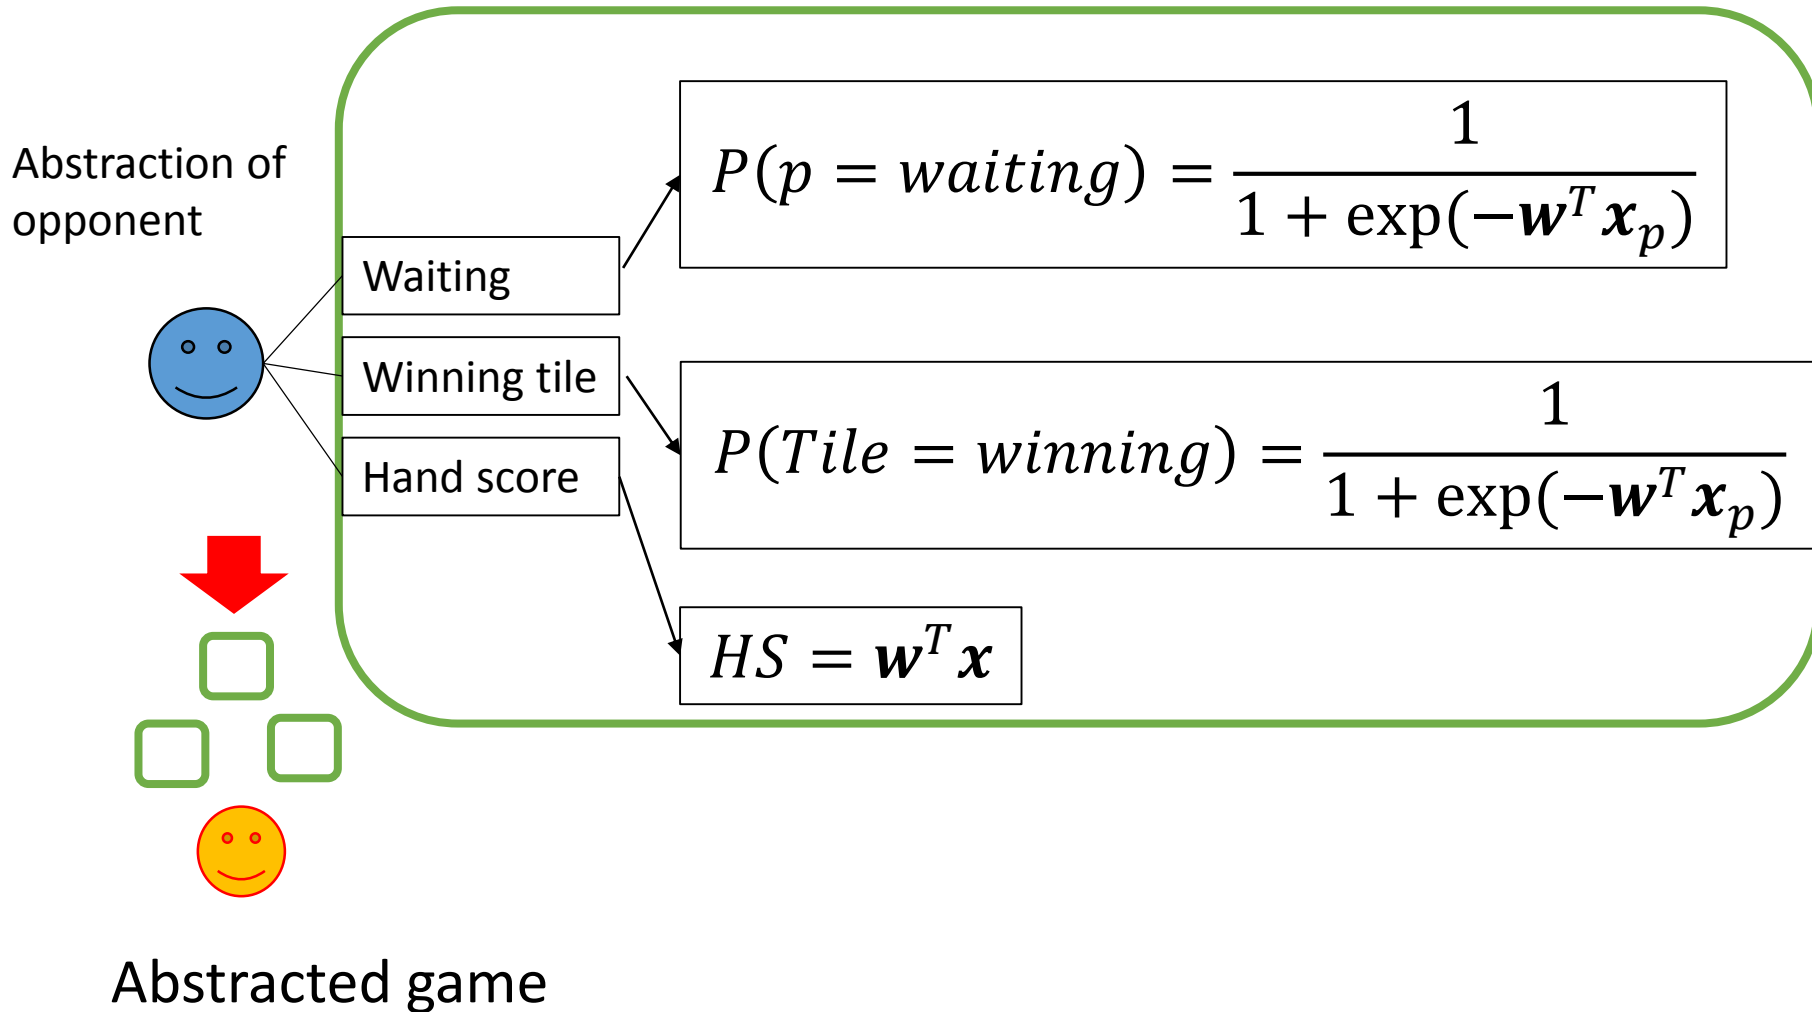 Abstraction of
opponent
Waiting
Winning tile
Hand score
P(p = waiting) = 1 / (1 + exp(−w^T x_p))
P(Tile = winning) = 1 / (1 + exp(−w^T x_p))
HS = w^T x
Abstracted game